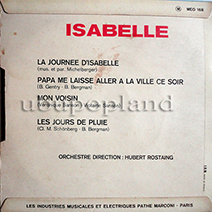 MEO 168
ISABELLE
LA JOURNEE D'ISABELLE
(mus. et par. Michelberger)
PAPA ME LAISSE ALLER A LA VILLE CE SOIR
(B. Gentry - B. Bergman)
ucupopland
MON VOISIN
LES JOURS DE PLUIE
(Cl. M. Schönberg - B. Bergman)
ORCHESTRE DIRECTION : HUBERT ROSTAING
LES INDUSTRIES MUSICALES ET ELECTRIQUES PATHE MARCONI - PARIS